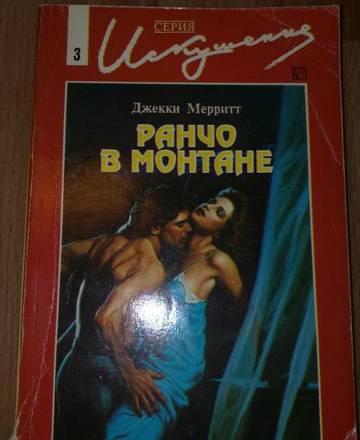 СЕРИЯ
3
Искушение
Джекки Мерритт
РАНЧО
В МОНТАНЕ